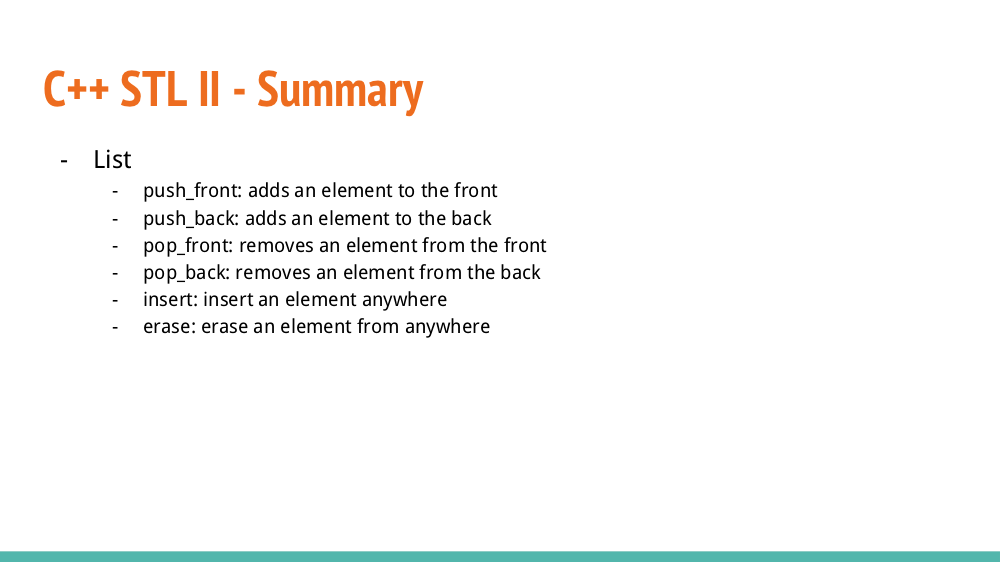 C++ STL II - Summary
- List
- push_front: adds an element to the front
- push_back: adds an element to the back
- pop_front: removes an element from the front
- pop_back: removes an element from the back
- insert: insert an element anywhere
- erase: erase an element from anywhere